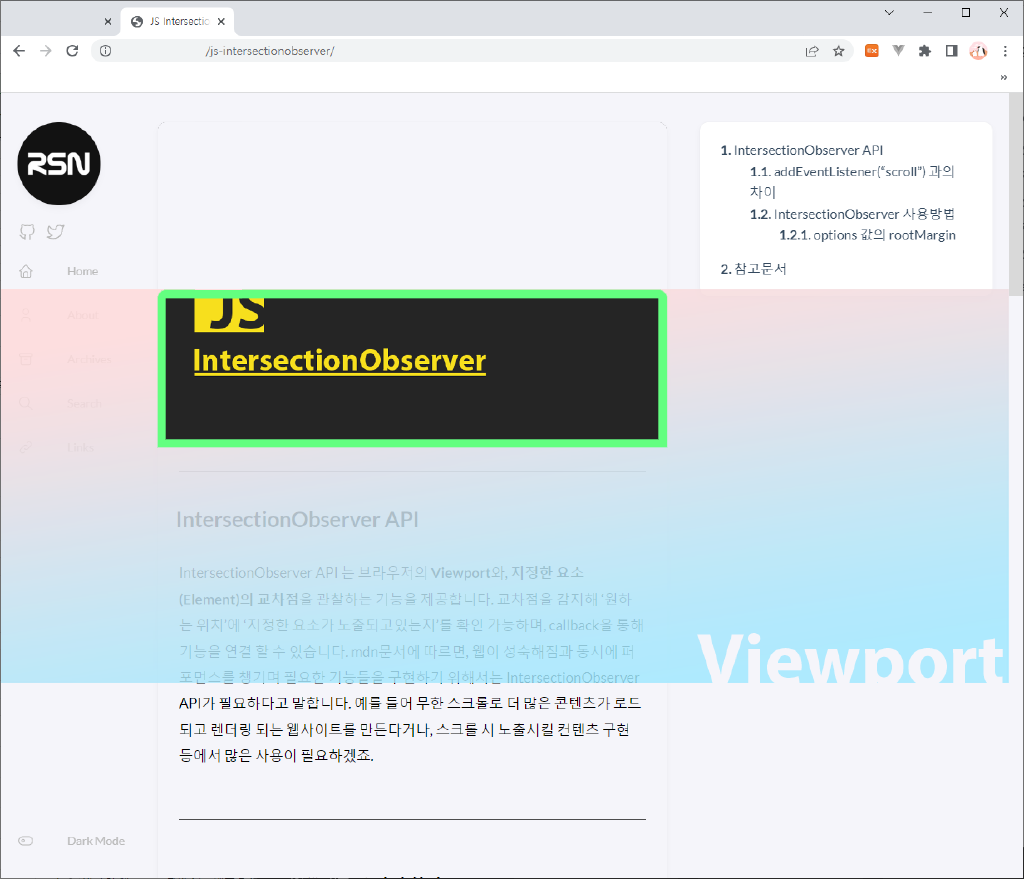 JS Intersectio
/js-intersectionobserver/
»
RSN
Home
About
Archives
Search
Links
Dark Mode
1. IntersectionObserver API
1.1. addEventListener(“scroll”) 과의
차이
1.2. IntersectionObserver 사용방법
1.2.1. options 값의 rootMargin
2. 참고문서
JS
IntersectionObserver
IntersectionObserver API
IntersectionObserver API 는 브라우저의 Viewport와, 지정한 요소
(Element)의 교차점을 관찰하는 기능을 제공합니다. 교차점을 감지해 '원하
는 위치'에 '지정한 요소가 노출되고있는지'를 확인 가능하며, callback을 통해
기능을 연결 할 수 있습니다. mdn문서에 따르면, 웹이 성숙해짐과 동시에 퍼
포먼스를 챙기며 필요한 기능들을 구현하기 위해서는 IntersectionObserver
API가 필요하다고 말합니다. 예를 들어 무한 스크롤로 더 많은 콘텐츠가 로드
되고 렌더링 되는 웹사이트를 만든다거나, 스크를 시 노출시킬 컨텐츠 구현
등에서 많은 사용이 필요하겠죠.
Viewport